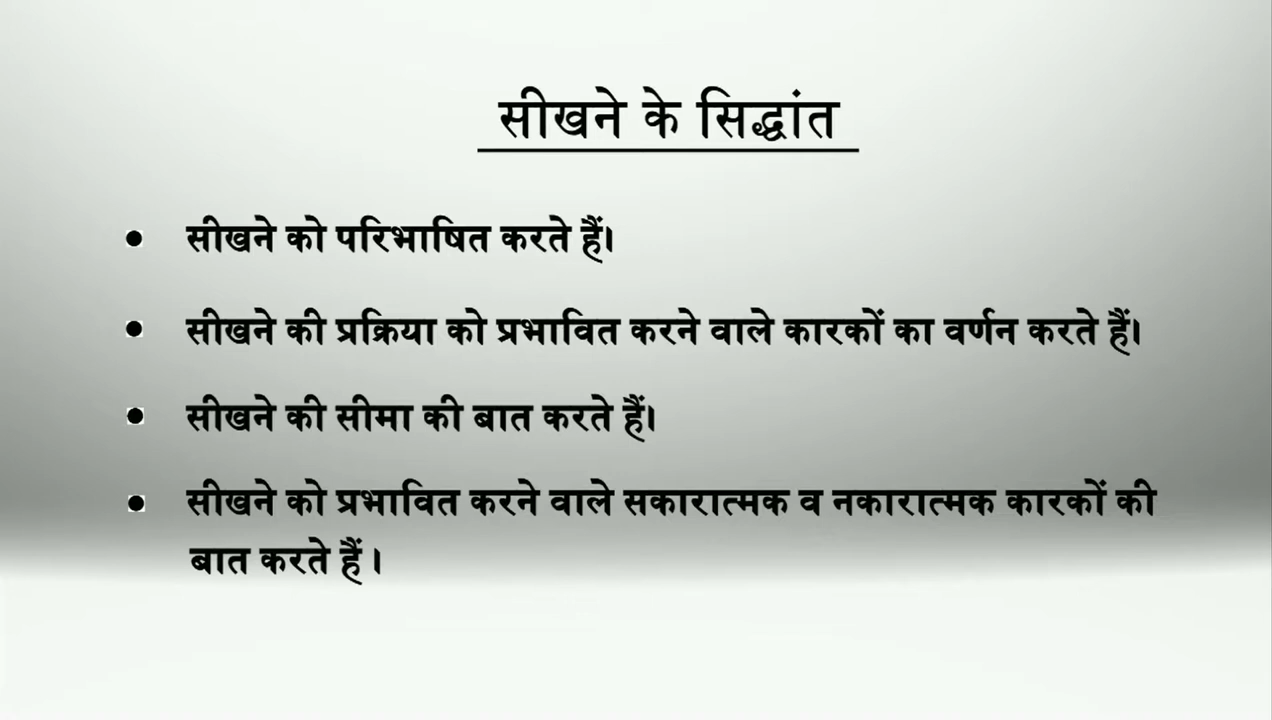 सीखने के सिद्धांत
• सीखने को परिभाषित करते हैं।
• सीखने की प्रक्रिया को प्रभावित करने वाले कारकों का वर्णन करते हैं।
• सीखने की सीमा की बात करते हैं।
• सीखने को प्रभावित करने वाले सकारात्मक व नकारात्मक कारकों की
बात करते हैं ।